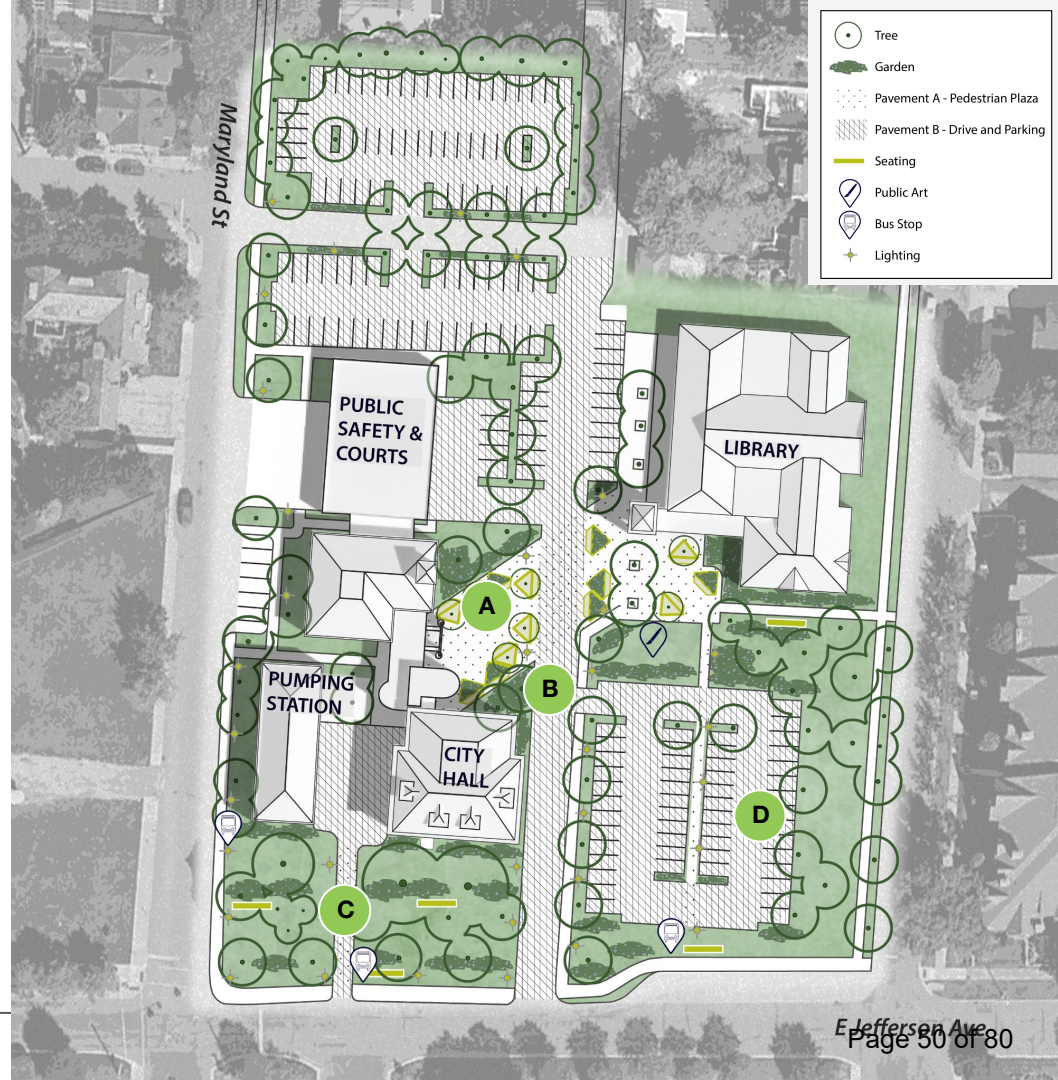 Tree
Garden
Pavement A - Pedestrian Plaza
Pavement B - Drive and Parking
Seating
Public Art
Bus Stop
Lighting
Maryland St
PUBLIC
SAFETY &
COURTS
LIBRARY
A
PUMPING
STATION
B
CITY
HALL
D
C
E Jefferson Ave
Page 50 of 80